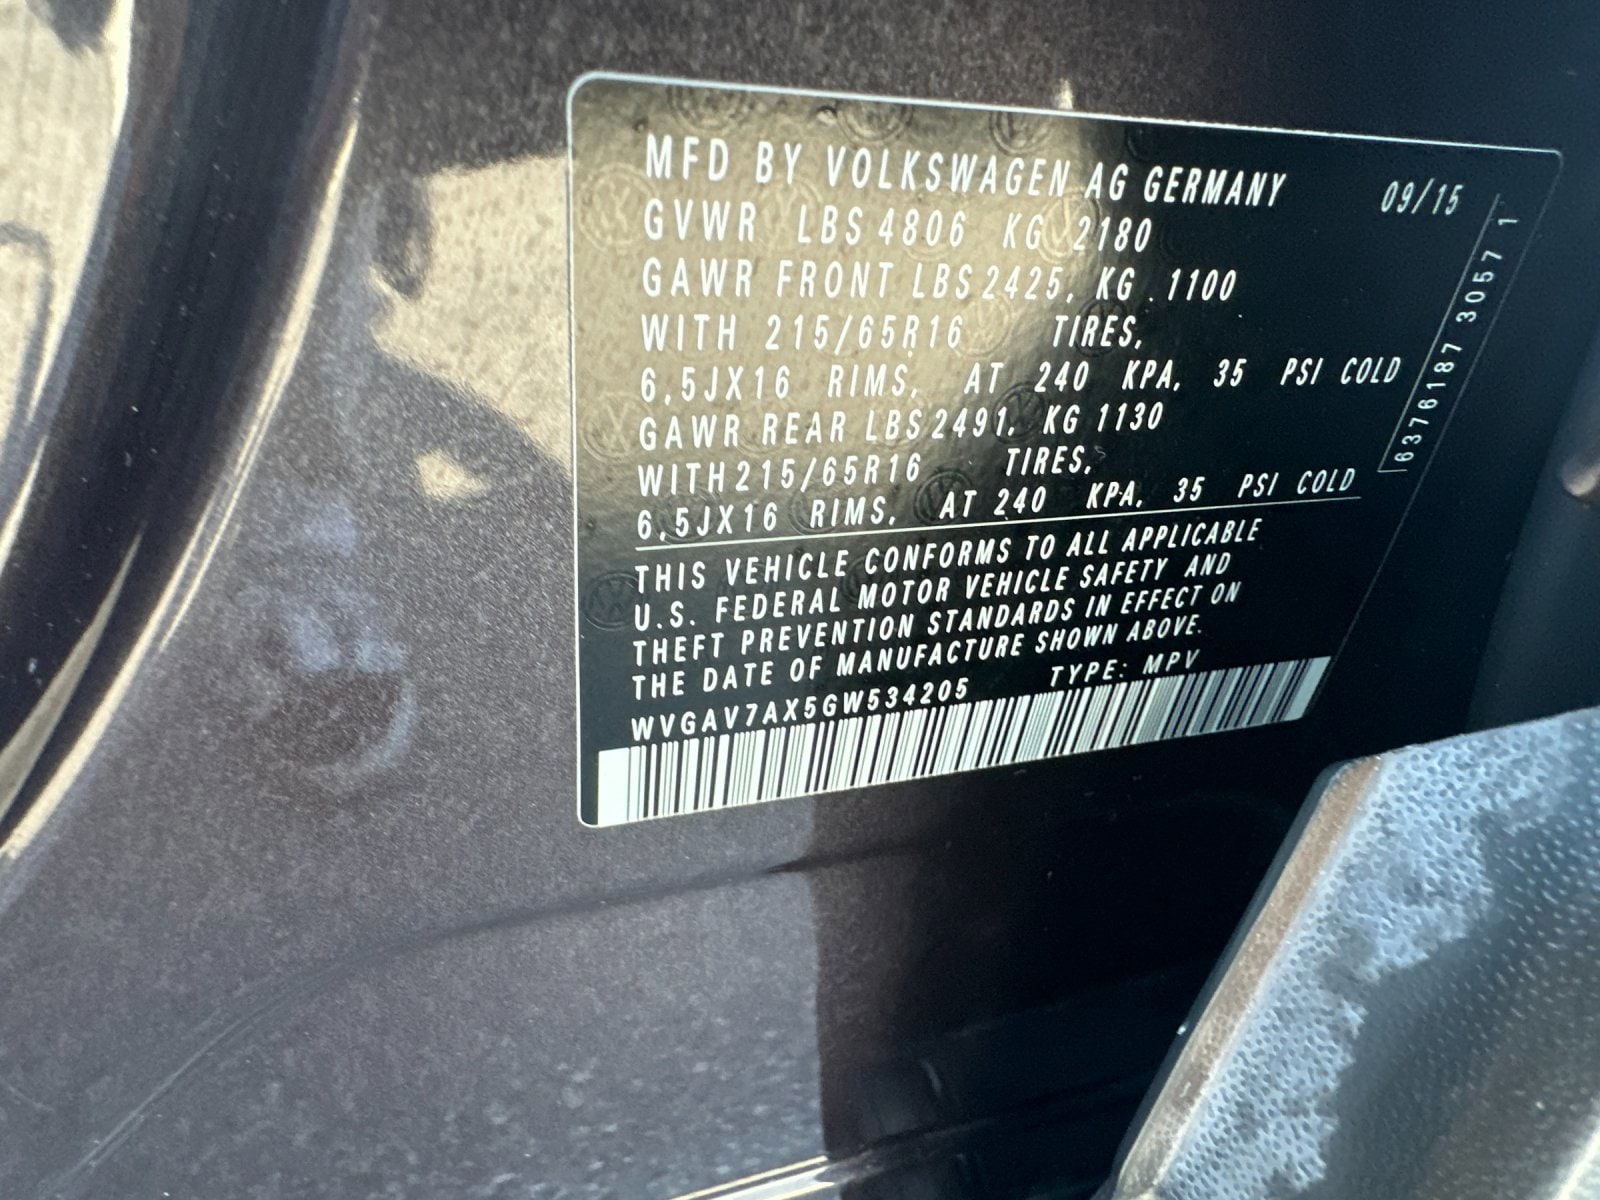 MFD BY VOLKSWAGEN AG GERMANY 09/15
GVWR LBS 4806 KG 2180
GAWR FRONT LBS 2425, KG 1100
WITH 215/65R16 TIRES,
6,5JX16 RIMS, AT 240 KPA, 35 PSI COLD
GAWR REAR LBS 2491, KG 1130
WITH 215/65R16 TIRES,
6,5JX16 RIMS, AT 240 KPA, 35 PSI COLD
THIS VEHICLE CONFORMS TO ALL APPLICABLE
U.S. FEDERAL MOTOR VEHICLE SAFETY AND
THEFT PREVENTION STANDARDS IN EFFECT ON
THE DATE OF MANUFACTURE SHOWN ABOVE.
WVGAV7AX5GW534205 TYPE: MPV
6376187 3057 1